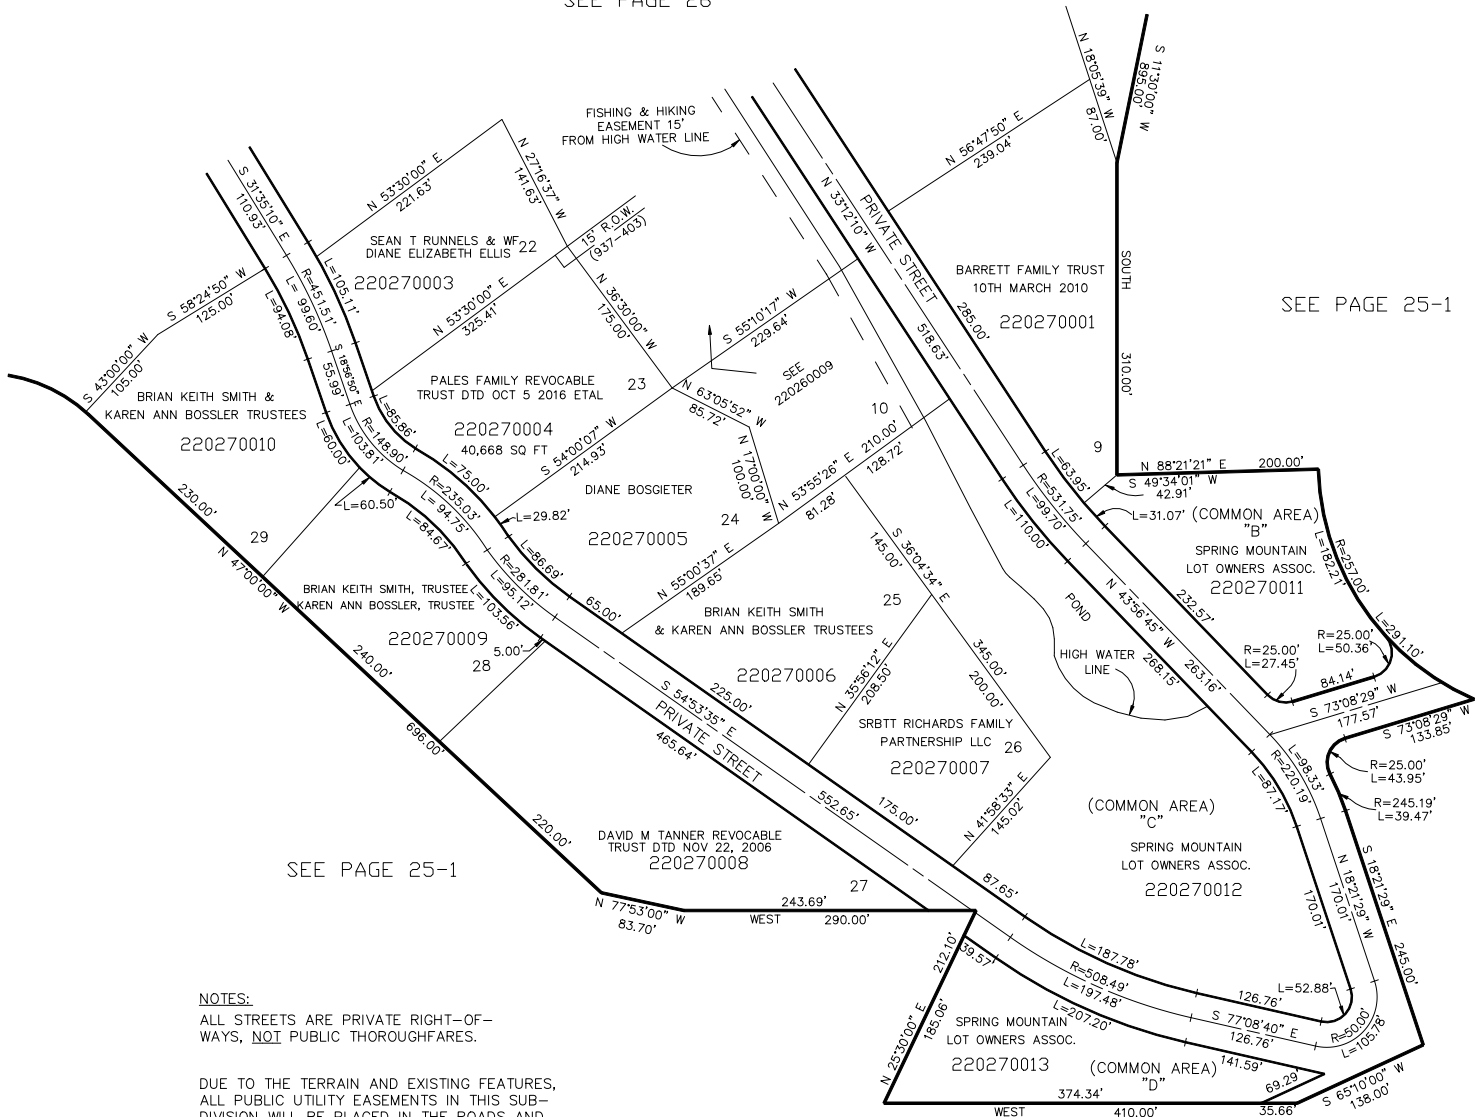 SEE PAGE 26
FISHING & HIKING
EASEMENT 15'
FROM HIGH WATER LINE
N 18°05'39" W
87.00'
S 11°30'00" W
895.00'
N 56°47'50" E
239.04'
N 33°12'10" W
518.63'
PRIVATE STREET
285.00'
BARRETT FAMILY TRUST
10TH MARCH 2010
220270001
SOUTH
310.00'
9
SEE PAGE 25-1
S 31°35'10" E
110.93'
N 53°30'00" E
221.63'
N 27°16'37" W
141.63'
SEAN T RUNNELS & WF
DIANE ELIZABETH ELLIS
22
220270003
15' R.O.W.
(937-403)
L=105.11'
R=451.51'
L= 99.60'
L=94.08'
S 58°24'50" W
125.00'
S 43°00'00" W
105.00'
N 53°30'00" E
325.41'
N 36°30'00" W
175.00'
S 55°10'17" W
229.64'
SEE
220260009
10
S 18°56'50" E
55.99'
BRIAN KEITH SMITH &
KAREN ANN BOSSLER TRUSTEES
220270010
PALES FAMILY REVOCABLE
TRUST DTD OCT 5 2016 ETAL
23
220270004
40,668 SQ FT
N 63°05'52" W
85.72'
N 17°00'00" W
100.00'
S 54°00'07" W
214.93'
L=85.86'
R=148.90'
L=103.81'
L=60.00'
L=60.50'
L=75.00'
R=235.03'
L= 94.75'
L=84.67'
L=29.82'
DIANE BOSGIETER
24
220270005
N 53°55'26" E
210.00'
81.28'
128.72'
L=63.95'
R=531.75'
L=99.70'
L=110.00'
L=31.07'
N 88°21'21" E
200.00'
S 49°34'01" W
42.91'
(COMMON AREA)
"B"
SPRING MOUNTAIN
LOT OWNERS ASSOC.
220270011
R=257.00'
L=182.21'
L=291.10'
230.00'
29
N 47°00'00" W
L=86.69'
R=281.81'
L=95.12'
L=103.56'
65.00'
N 55°00'37" E
189.65'
BRIAN KEITH SMITH, TRUSTEE
KAREN ANN BOSSLER, TRUSTEE
220270009
28
5.00'
240.00'
BRIAN KEITH SMITH
& KAREN ANN BOSSLER TRUSTEES
25
220270006
S 36°04'34" E
145.00'
345.00'
200.00'
N 35°56'12" E
208.50'
POND
HIGH WATER
LINE
N 43°56'45" W
263.16'
268.15'
232.57'
R=25.00'
L=27.45'
R=25.00'
L=50.36'
84.14'
S 73°08'29" W
177.57'
S 73°08'29" W
133.85'
696.00'
S 54°53'35" E
552.65'
225.00'
PRIVATE STREET
465.64'
SRBTT RICHARDS FAMILY
PARTNERSHIP LLC
26
220270007
175.00'
N 41°58'33" E
145.02'
L=98.33'
R=220.19'
L=87.17'
R=25.00'
L=43.95'
R=245.19'
L=39.47'
(COMMON AREA)
"C"
SPRING MOUNTAIN
LOT OWNERS ASSOC.
220270012
220.00'
DAVID M TANNER REVOCABLE
TRUST DTD NOV 22, 2006
220270008
27
SEE PAGE 25-1
N 77°53'00" W
83.70'
243.69'
WEST
290.00'
87.65'
170.01'
N 18°21'29" W
170.01'
S 18°21'29" E
245.00'
212.10'
39.57'
L=187.78'
R=508.49'
L=197.48'
L=207.20'
126.76'
S 77°08'40" E
126.76'
141.59'
L=52.88'
R=50.00'
L=105.78'
N 25°30'00" E
185.06'
SPRING MOUNTAIN
LOT OWNERS ASSOC.
220270013
(COMMON AREA)
"D"
69.29'
S 65°10'00" W
138.00'
374.34'
WEST
410.00'
35.66'
NOTES:
ALL STREETS ARE PRIVATE RIGHT-OF-
WAYS, NOT PUBLIC THOROUGHFARES.
DUE TO THE TERRAIN AND EXISTING FEATURES,
ALL PUBLIC UTILITY EASEMENTS IN THIS SUB-
DIVISION WILL BE PLACED IN THE ROADS AND